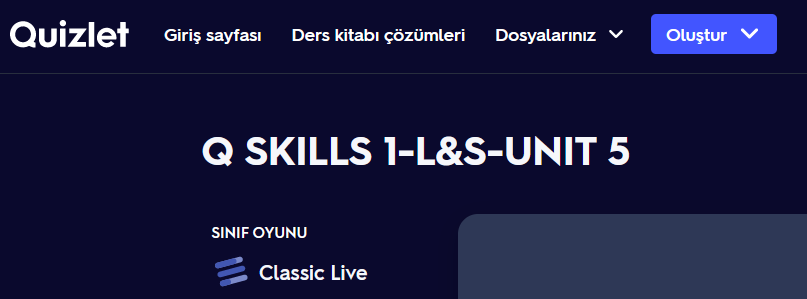 Quizlet Giriş sayfası Ders kitabı çözümleri Dosyalarınız Oluştur
Q SKILLS 1-L&S-UNIT 5
SINIF OYUNU
Classic Live